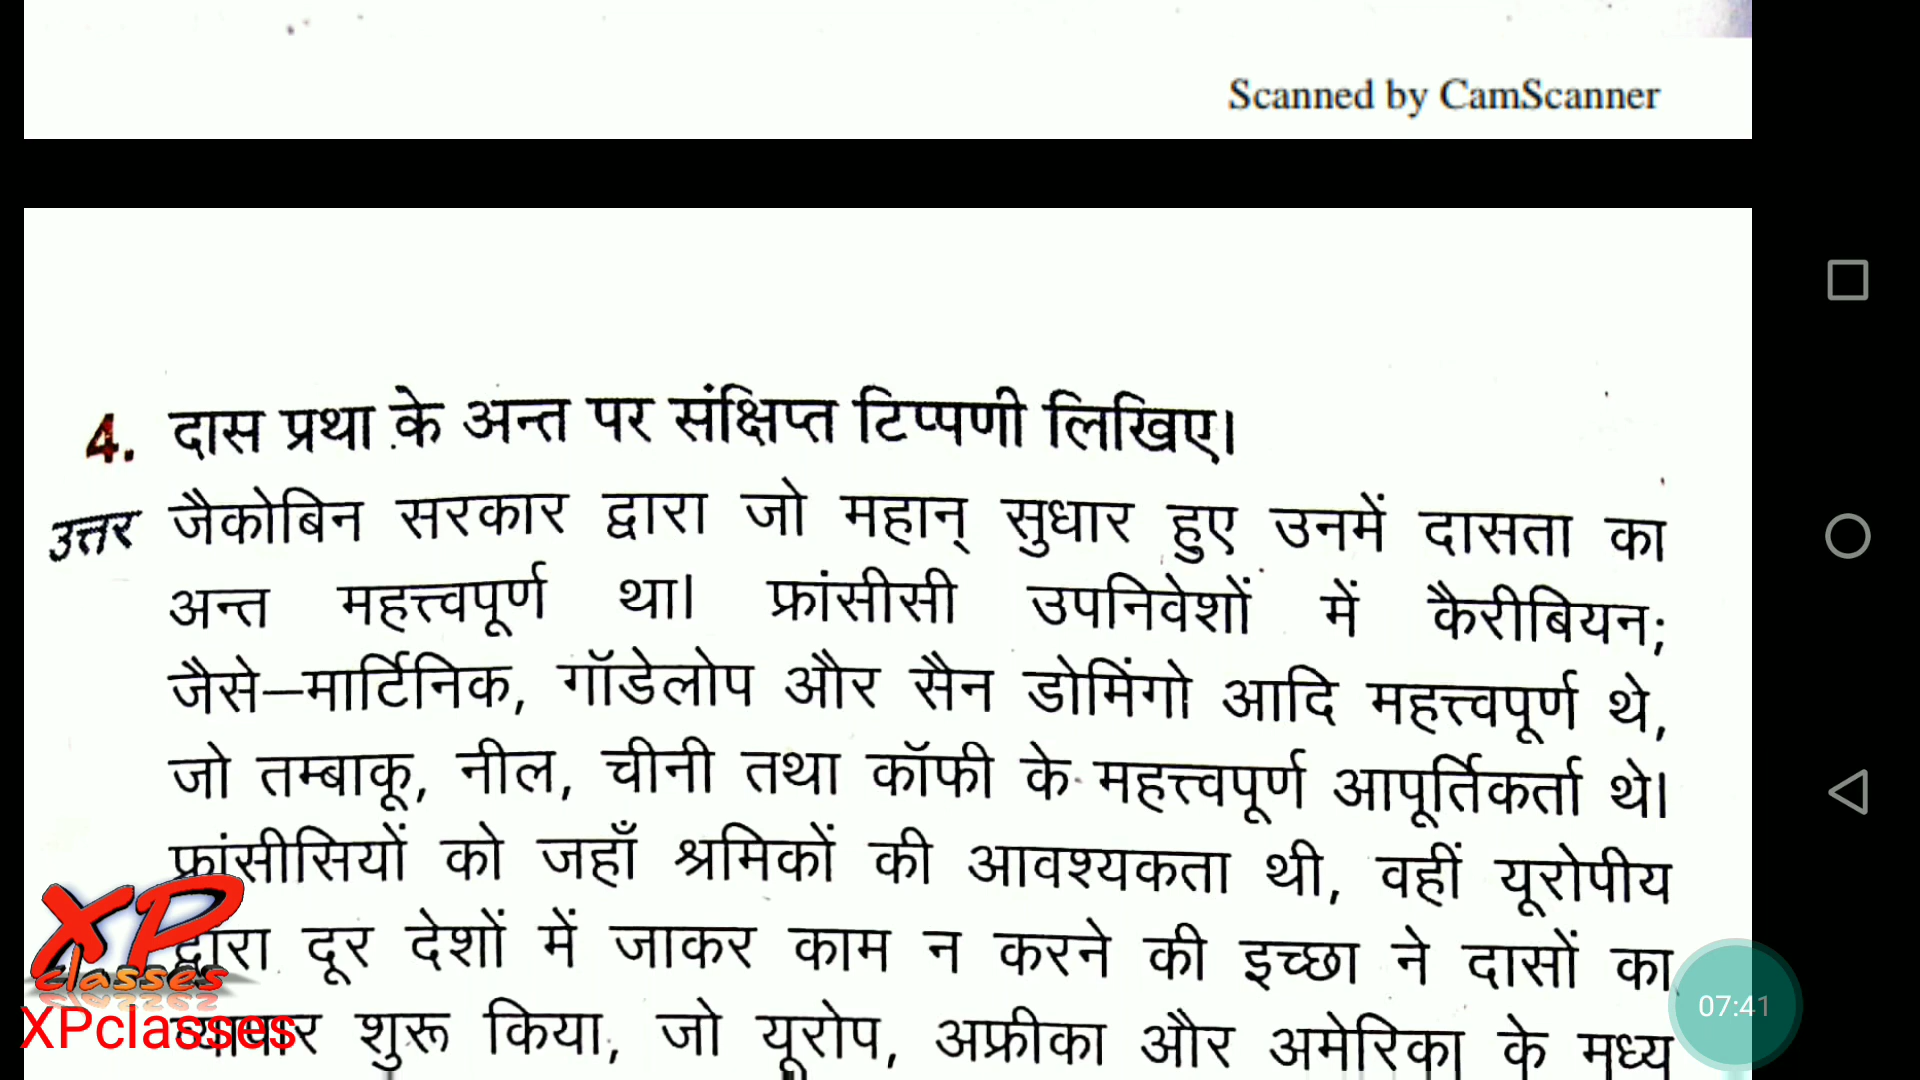 Scanned by CamScanner
4. दास प्रथा के अन्त पर संक्षिप्त टिप्पणी लिखिए।
उत्तर जैकोबिन सरकार द्वारा जो महान् सुधार हुए उनमें दासता का
अन्त महत्त्वपूर्ण था। फ्रांसीसी उपनिवेशों में कैरीबियन;
जैसे—मार्टिनिक, गॉडेलोप और सैन डोमिंगो आदि महत्त्वपूर्ण थे,
जो तम्बाकू, नील, चीनी तथा कॉफी के महत्त्वपूर्ण आपूर्तिकर्ता थे।
फ्रांसीसियों को जहाँ श्रमिकों की आवश्यकता थी, वहीं यूरोपीय
द्वारा दूर देशों में जाकर काम न करने की इच्छा ने दासों का
व्यापार शुरू किया, जो यूरोप, अफ्रीका और अमेरिका के मध्य
XP
classes
XPclasses
07:41